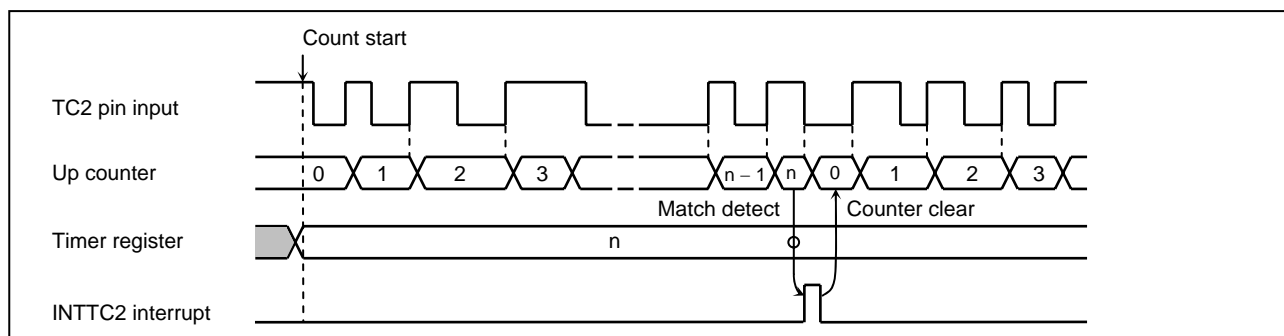 Count start
TC2 pin input
Up counter 0 1 2 3 n – 1 n 0 1 2 3
Match detect Counter clear
Timer register n
INTTC2 interrupt